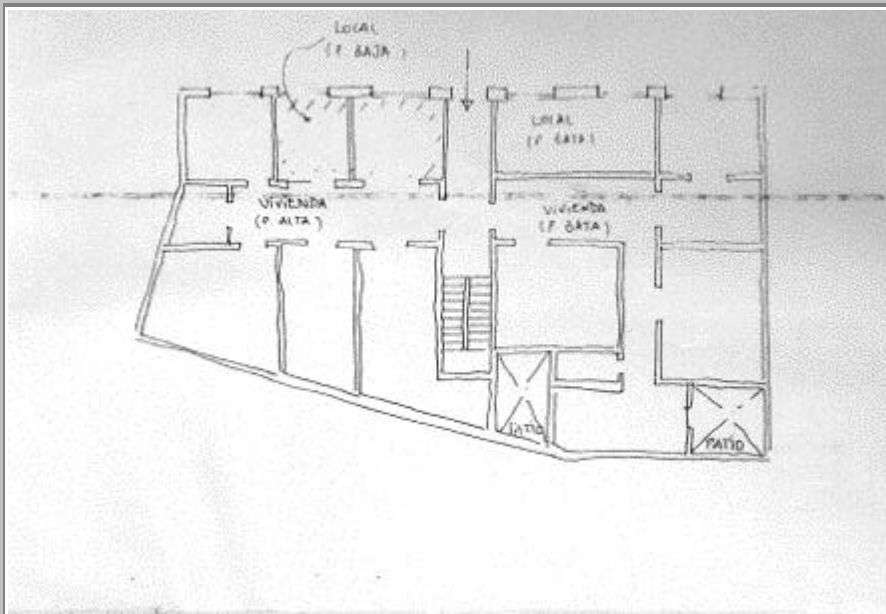 LOCAL
(P. BAJA)
LOCAL
(P. BAJA)
VIVIENDA
(P. ALTA)
VIVIENDA
(P. BAJA)
PATIO
PATIO